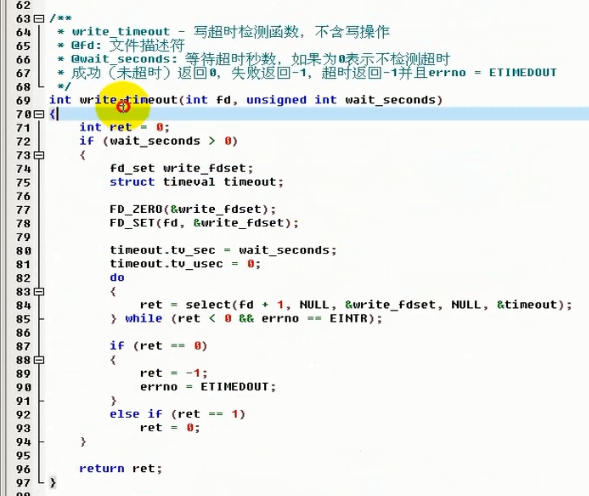 62
63 /**
64 * write_timeout - 写超时检测函数，不含写操作
65 * @fd: 文件描述符
66 * @wait_seconds: 等待超时秒数，如果为0表示不检测超时
67 * 成功（未超时）返回0，失败返回-1，超时返回-1并且errno = ETIMEDOUT
68 */
69 int write_timeout(int fd, unsigned int wait_seconds)
70 {
71 int ret = 0;
72 if (wait_seconds > 0)
73 {
74 fd_set write_fdset;
75 struct timeval timeout;
76
77 FD_ZERO(&write_fdset);
78 FD_SET(fd, &write_fdset);
79
80 timeout.tv_sec = wait_seconds;
81 timeout.tv_usec = 0;
82 do
83 {
84 ret = select(fd + 1, NULL, &write_fdset, NULL, &timeout);
85 } while (ret < 0 && errno == EINTR);
86
87 if (ret == 0)
88 {
89 ret = -1;
90 errno = ETIMEDOUT;
91 }
92 else if (ret == 1)
93 ret = 0;
94 }
95
96 return ret;
97 }